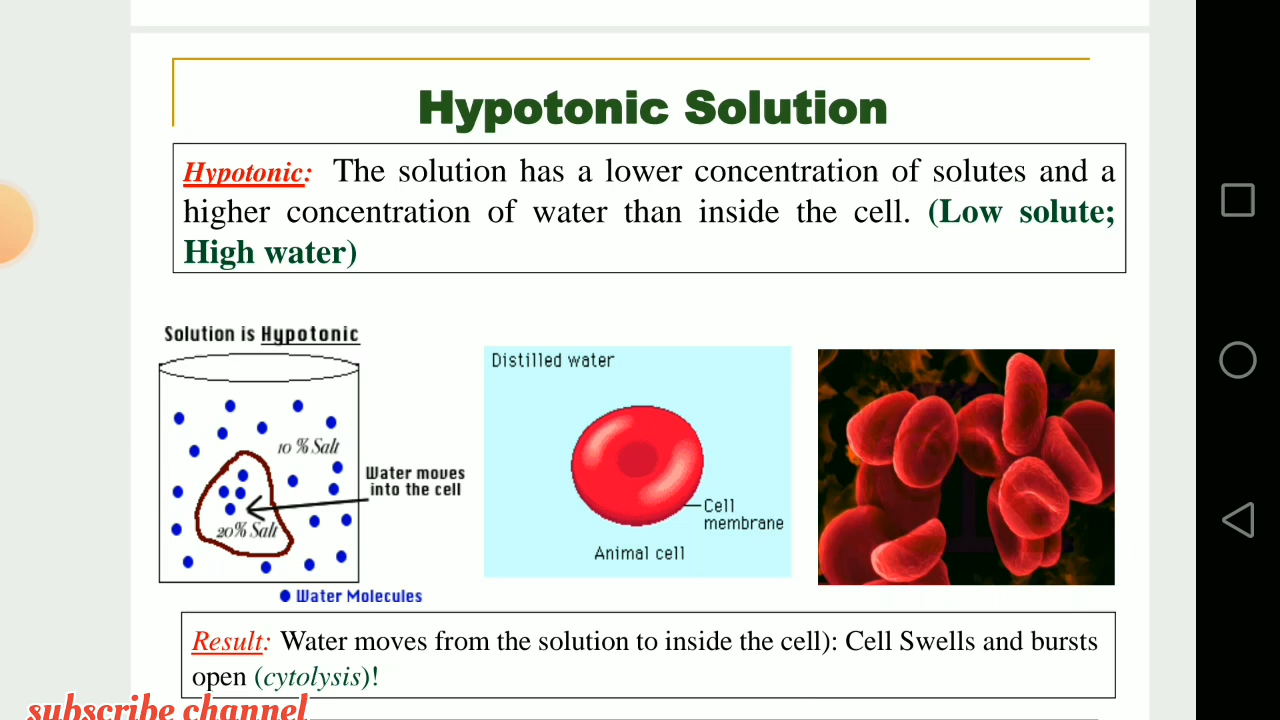 Hypotonic Solution
Hypotonic: The solution has a lower concentration of solutes and a
higher concentration of water than inside the cell. (Low solute;
High water)
Solution is Hypotonic
10 % Salt
Water moves
into the cell
20% Salt
Water Molecules
Distilled water
Cell
membrane
Animal cell
Result: Water moves from the solution to inside the cell): Cell Swells and bursts
open (cytolysis)!
subscribe channel